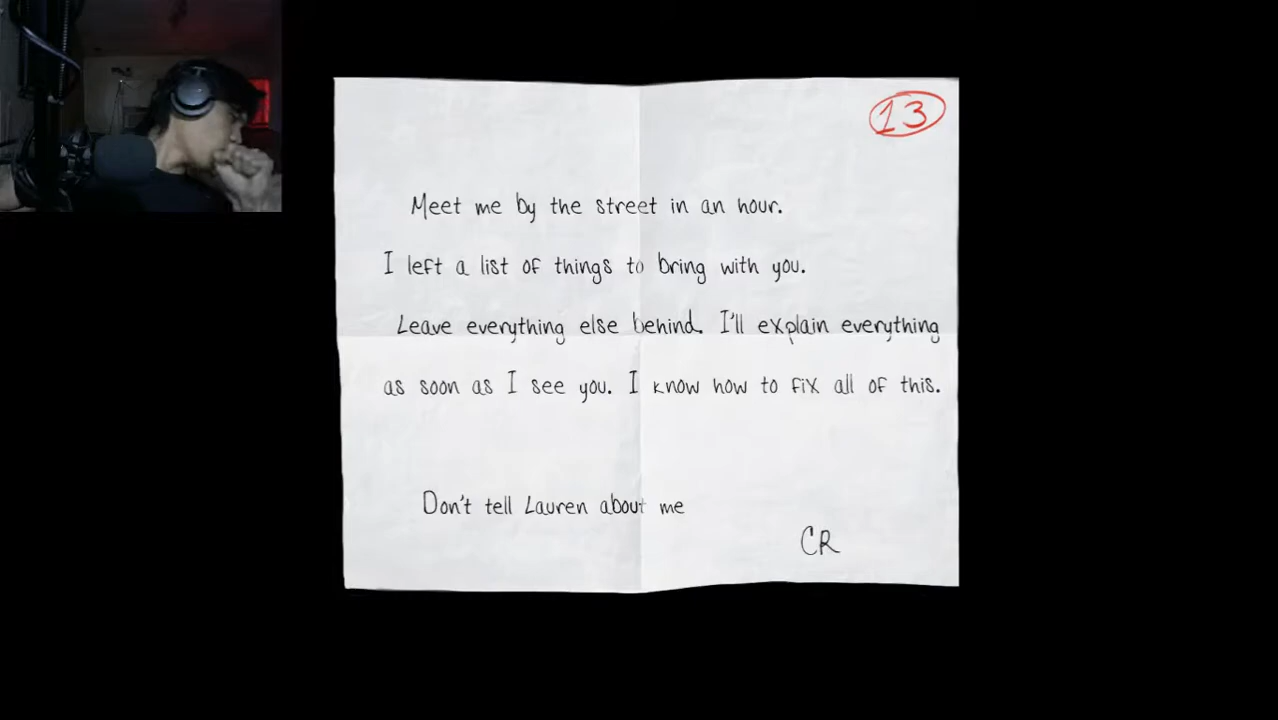 13
Meet me by the street in an hour.
I left a list of things to bring with you.
Leave everything else behind. I'll explain everything
as soon as I see you. I know how to fix all of this.
Don't tell Lauren about me
CR